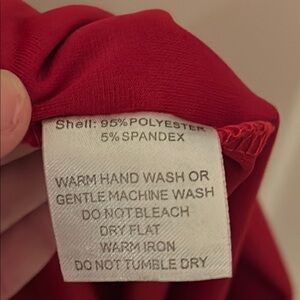 Shell: 95%POLYESTER
5%SPANDEX
WARM HAND WASH OR
GENTLE MACHINE WASH
DO NOT BLEACH
DRY FLAT
WARM IRON
DO NOT TUMBLE DRY